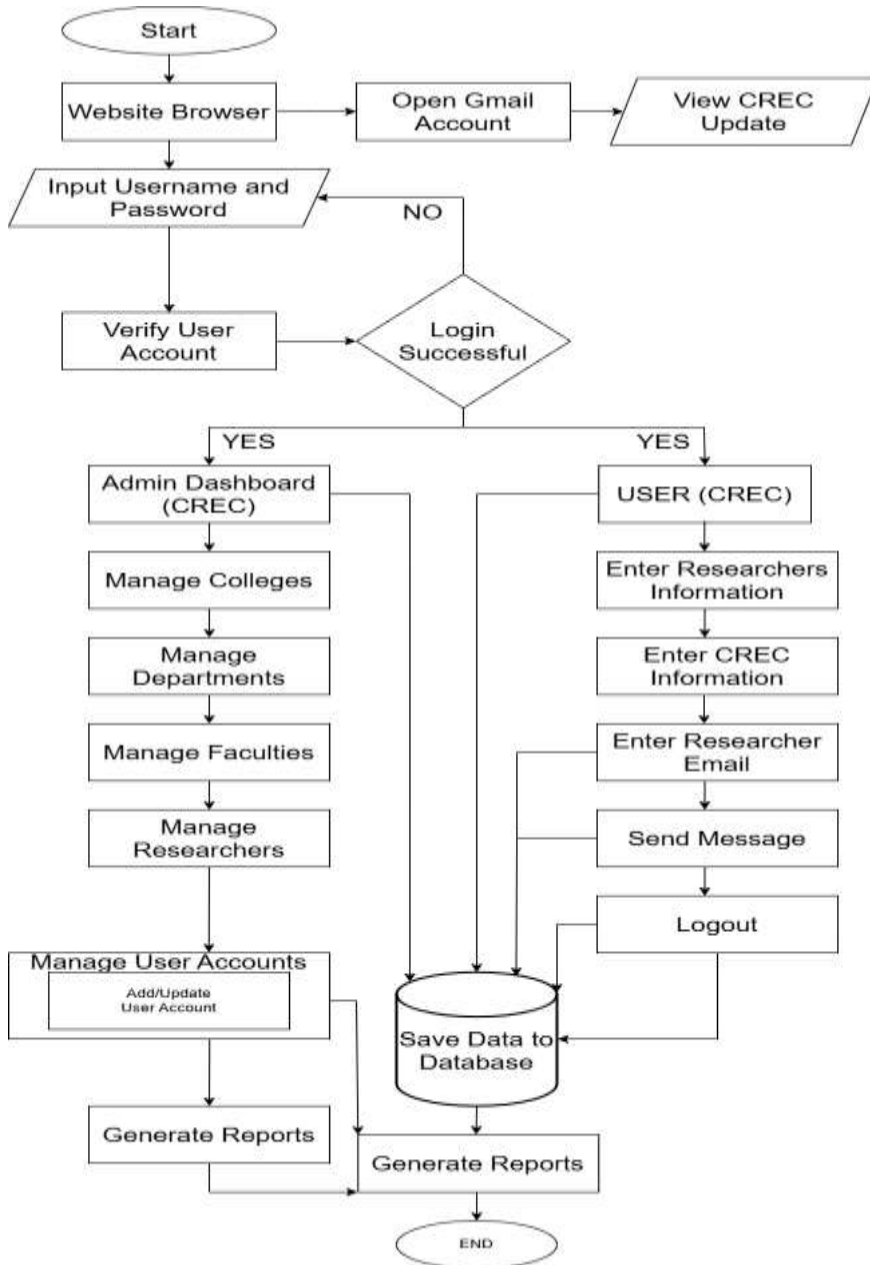 Start
Website Browser
Open Gmail
Account
View CREC
Update
Input Username and
Password
NO
Verify User
Account
Login
Successful
YES
YES
Admin Dashboard
(CREC)
USER (CREC)
Manage Colleges
Enter Researchers
Information
Manage
Departments
Enter CREC
Information
Manage Faculties
Enter Researcher
Email
Manage
Researchers
Send Message
Logout
Manage User Accounts
Add/Update
User Account
Save Data to
Database
Generate Reports
Generate Reports
END